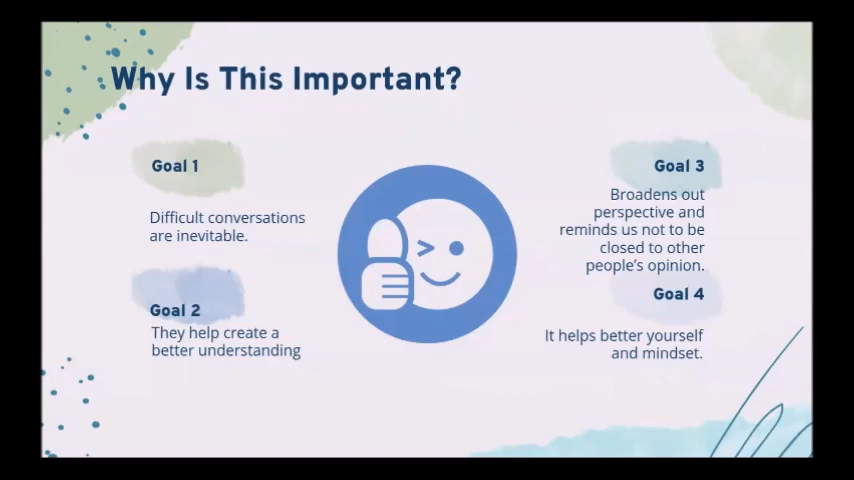 Why Is This Important?
Goal 1
Difficult conversations
are inevitable.
Goal 2
They help create a
better understanding
Goal 3
Broadens out
perspective and
reminds us not to be
closed to other
people's opinion.
Goal 4
It helps better yourself
and mindset.